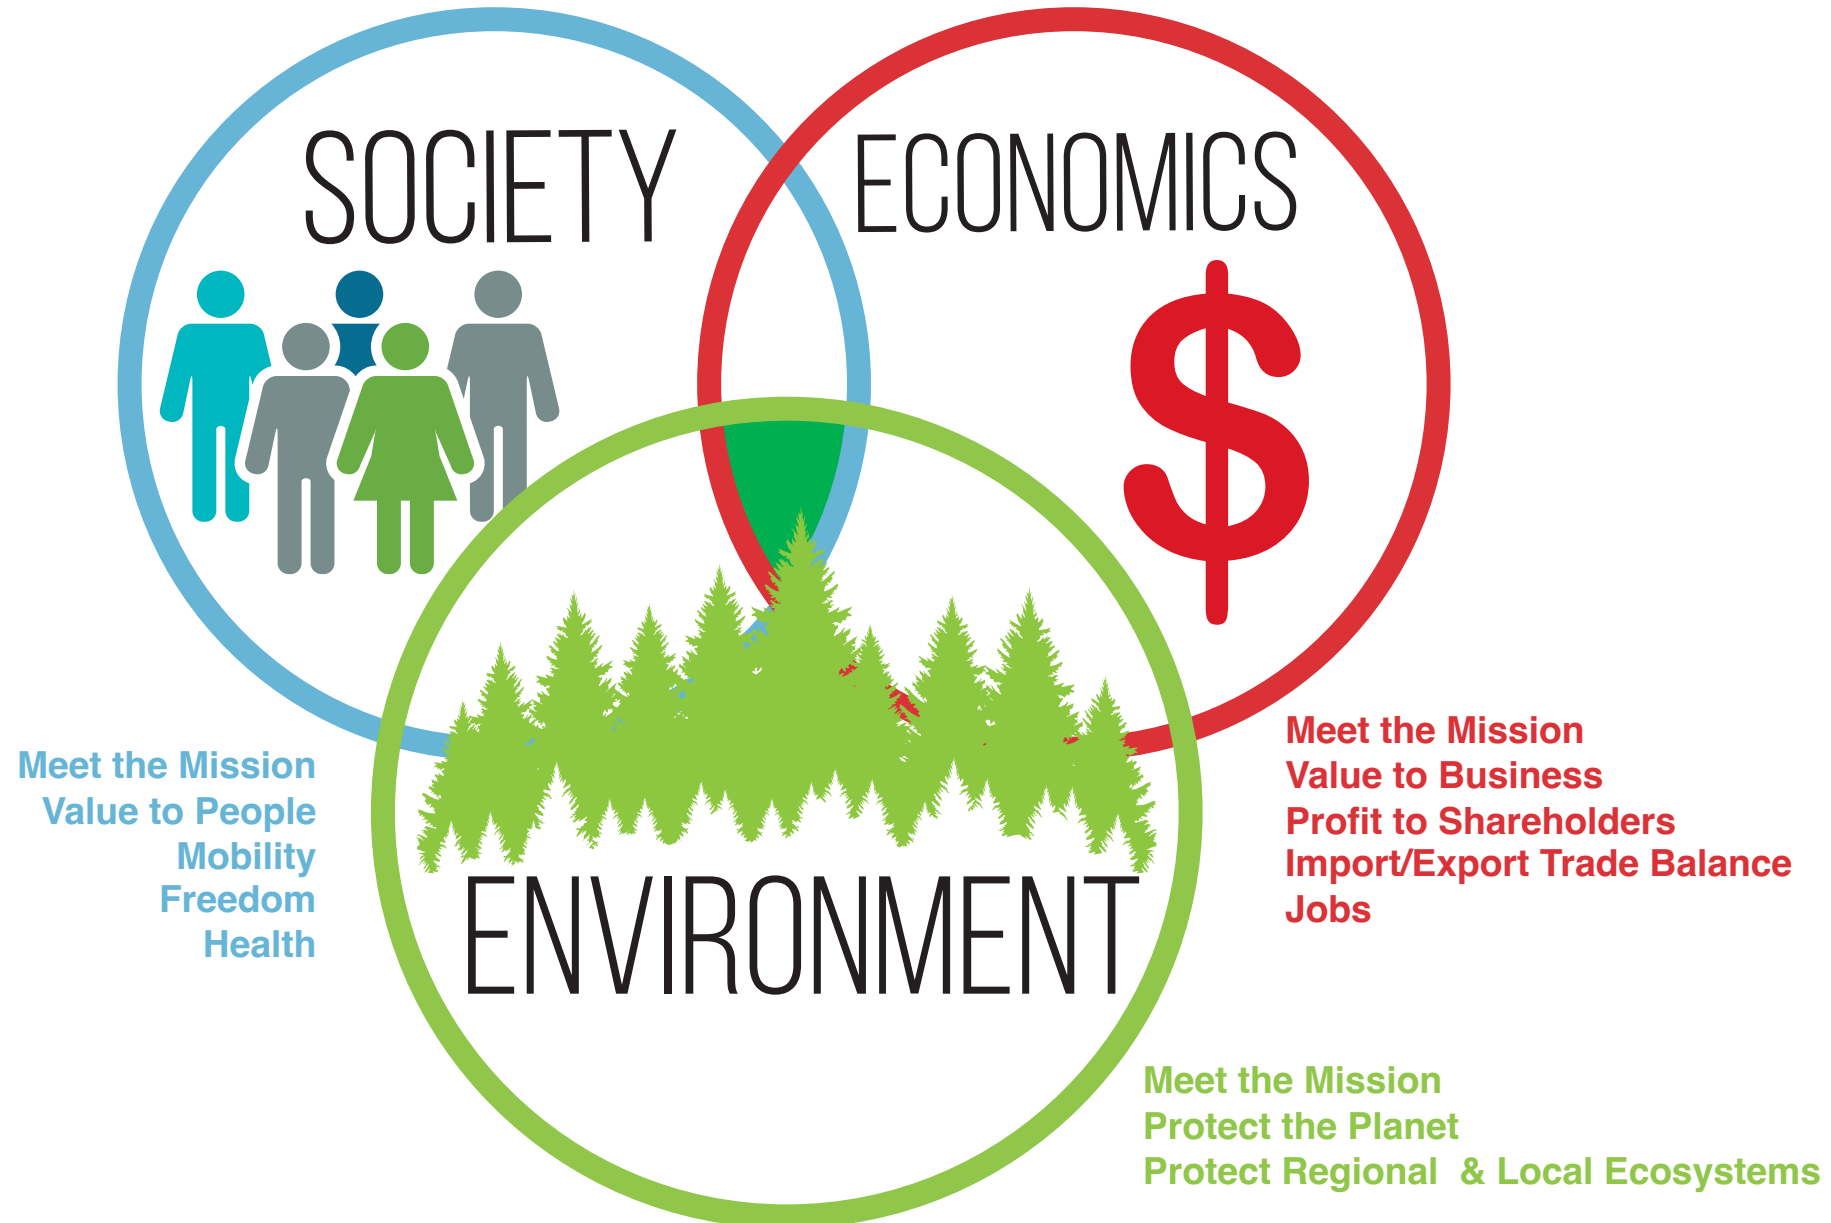 SOCIETY
ECONOMICS
$
ENVIRONMENT
Meet the Mission
Value to People
Mobility
Freedom
Health
Meet the Mission
Value to Business
Profit to Shareholders
Import/Export Trade Balance
Jobs
Meet the Mission
Protect the Planet
Protect Regional & Local Ecosystems